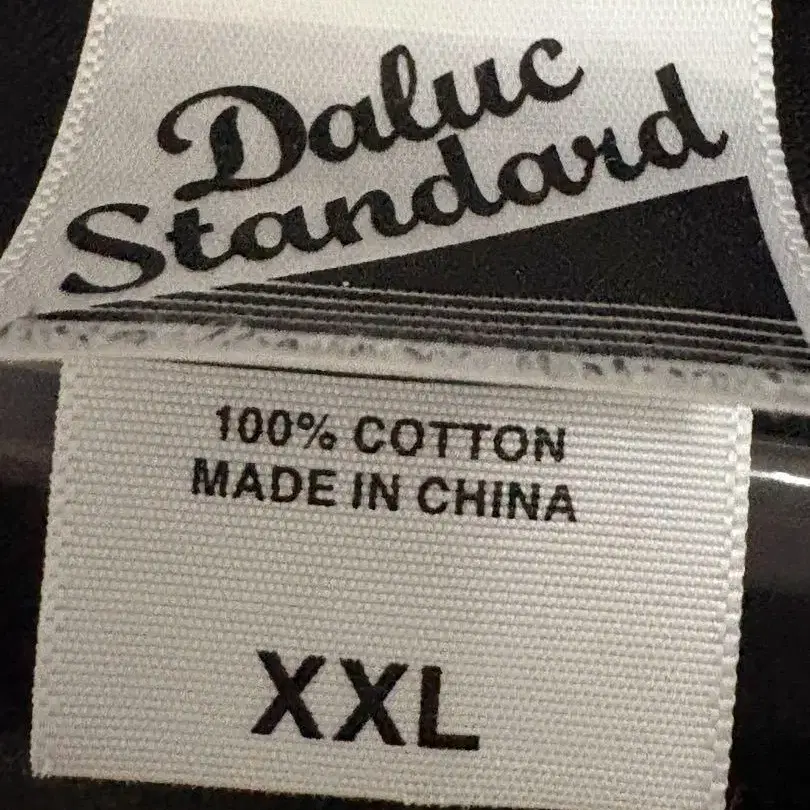 Daluc
Standard
100% COTTON
MADE IN CHINA
XXL